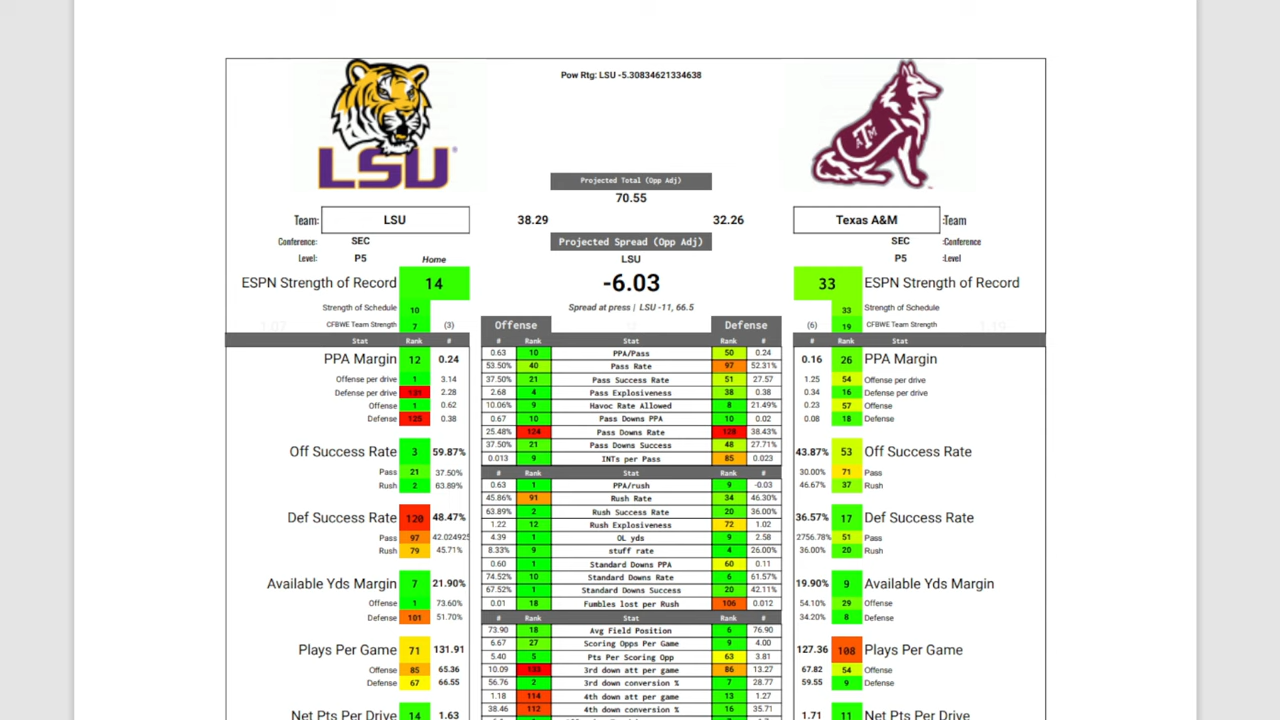 Pow Rtg: LSU -5.30834621334638
LSU
ATM
Projected Total (Opp Adj)
70.55
Team: LSU 38.29 32.26 Texas A&M :Team
Conference: SEC Projected Spread (Opp Adj) SEC :Conference
Level: P5 Home LSU P5 :Level
ESPN Strength of Record 14 -6.03 33 ESPN Strength of Record
Strength of Schedule 10 Spread at press | LSU -11, 66.5 33 Strength of Schedule
CFBWE Team Strength 7 (3) Offense Defense (6) 19 CFBWE Team Strength
Stat Rank # # Rank Stat Rank # # Rank Stat
PPA Margin 12 0.24 0.63 10 PPA/Pass 50 0.24 0.16 26 PPA Margin
53.50% 40 Pass Rate 97 52.31%
Offense per drive 1 3.14 37.50% 21 Pass Success Rate 51 27.57 1.25 54 Offense per drive
Defense per drive 131 2.28 2.68 4 Pass Explosiveness 38 0.38 0.34 16 Defense per drive
Offense 1 0.62 10.06% 9 Havoc Rate Allowed 8 21.49% 0.23 57 Offense
Defense 125 0.38 0.67 10 Pass Downs PPA 10 0.02 0.08 18 Defense
25.48% 124 Pass Downs Rate 128 38.43%
Off Success Rate 3 59.87% 37.50% 21 Pass Downs Success 48 27.71% 43.87% 53 Off Success Rate
0.013 9 INTs per Pass 85 0.023
Pass 21 37.50% # Rank Stat Rank # 30.00% 71 Pass
Rush 2 63.89% 0.63 1 PPA/rush 9 -0.03 46.67% 37 Rush
45.86% 91 Rush Rate 34 46.30%
Def Success Rate 120 48.47% 63.89% 2 Rush Success Rate 20 36.00% 36.57% 17 Def Success Rate
1.22 12 Rush Explosiveness 72 1.02
Pass 97 42.024925 4.39 1 OL yds 9 2.58 2756.78% 51 Pass
Rush 79 45.71% 8.33% 9 stuff rate 4 26.00% 36.00% 20 Rush
0.60 1 Standard Downs PPA 60 0.11
Available Yds Margin 7 21.90% 74.52% 10 Standard Downs Rate 6 61.57% 19.90% 9 Available Yds Margin
67.52% 1 Standard Downs Success 20 42.11%
Offense 1 73.60% 0.01 18 Fumbles lost per Rush 106 0.012 54.10% 29 Offense
Defense 101 51.70% # Rank Stat Rank # 34.20% 8 Defense
73.90 18 Avg Field Position 6 76.90
Plays Per Game 71 131.91 6.67 27 Scoring Opps Per Game 9 4.00 127.36 108 Plays Per Game
5.40 5 Pts Per Scoring Opp 63 3.81
Offense 85 65.36 10.09 133 3rd down att per game 86 13.27 67.82 54 Offense
Defense 67 66.55 56.76 2 3rd down conversion % 7 28.77 59.55 9 Defense
1.18 114 4th down att per game 13 1.27
38.46 112 4th down conversion % 16 35.71
Net Pts Per Drive 14 1.63 1.71 11 Net Pts Per Drive